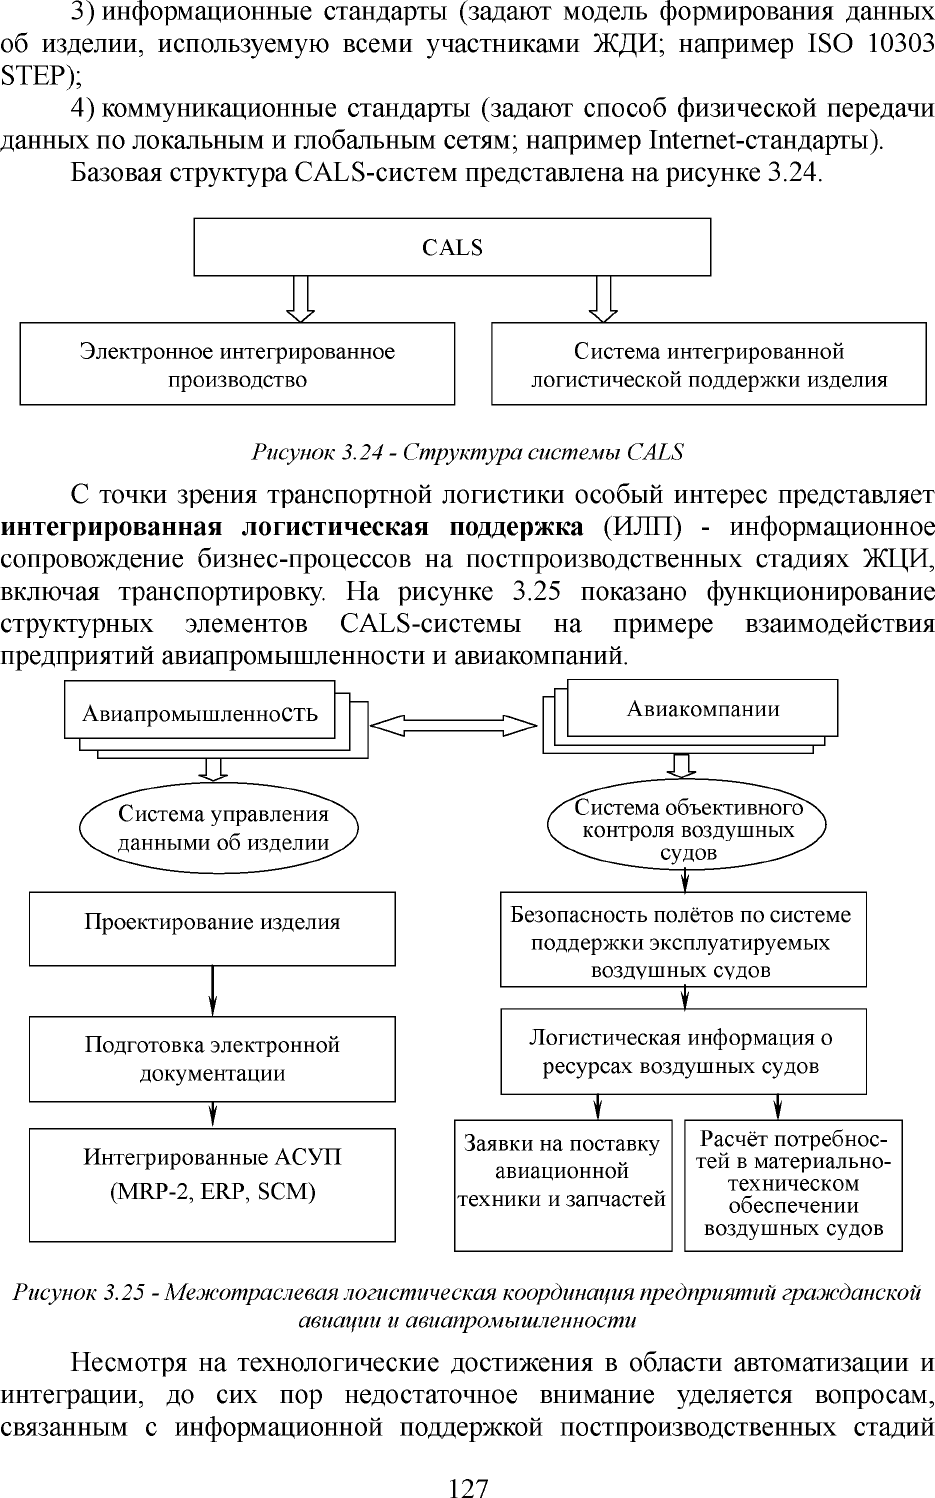 3) информационные стандарты (задают модель формирования данных
об изделии, используемую всеми участниками ЖДИ; например ISO 10303
STEP);
4) коммуникационные стандарты (задают способ физической передачи
данных по локальным и глобальным сетям; например Internet-стандарты).
Базовая структура CALS-систем представлена на рисунке 3.24.
CALS
Электронное интегрированное
производство
Система интегрированной
логистической поддержки изделия
Рисунок 3.24 - Структура системы CALS
С точки зрения транспортной логистики особый интерес представляет
интегрированная логистическая поддержка (ИЛП) - информационное
сопровождение бизнес-процессов на постпроизводственных стадиях ЖЦИ,
включая транспортировку. На рисунке 3.25 показано функционирование
структурных элементов CALS-системы на примере взаимодействия
предприятий авиапромышленности и авиакомпаний.
Авиапромышленность
Система управления
данными об изделии
Проектирование изделия
Подготовка электронной
документации
Интегрированные АСУП
(MRP-2, ERP, SCM)
Авиакомпании
Система объективного
контроля воздушных
судов
Безопасность полётов по системе
поддержки эксплуатируемых
воздушных судов
Логистическая информация о
ресурсах воздушных судов
Заявки на поставку
авиационной
техники и запчастей
Расчёт потребнос-
тей в материально-
техническом
обеспечении
воздушных судов
Рисунок 3.25 - Межотраслевая логистическая координация предприятий гражданской
авиации и авиапромышленности
Несмотря на технологические достижения в области автоматизации и
интеграции, до сих пор недостаточное внимание уделяется вопросам,
связанным с информационной поддержкой постпроизводственных стадий
127